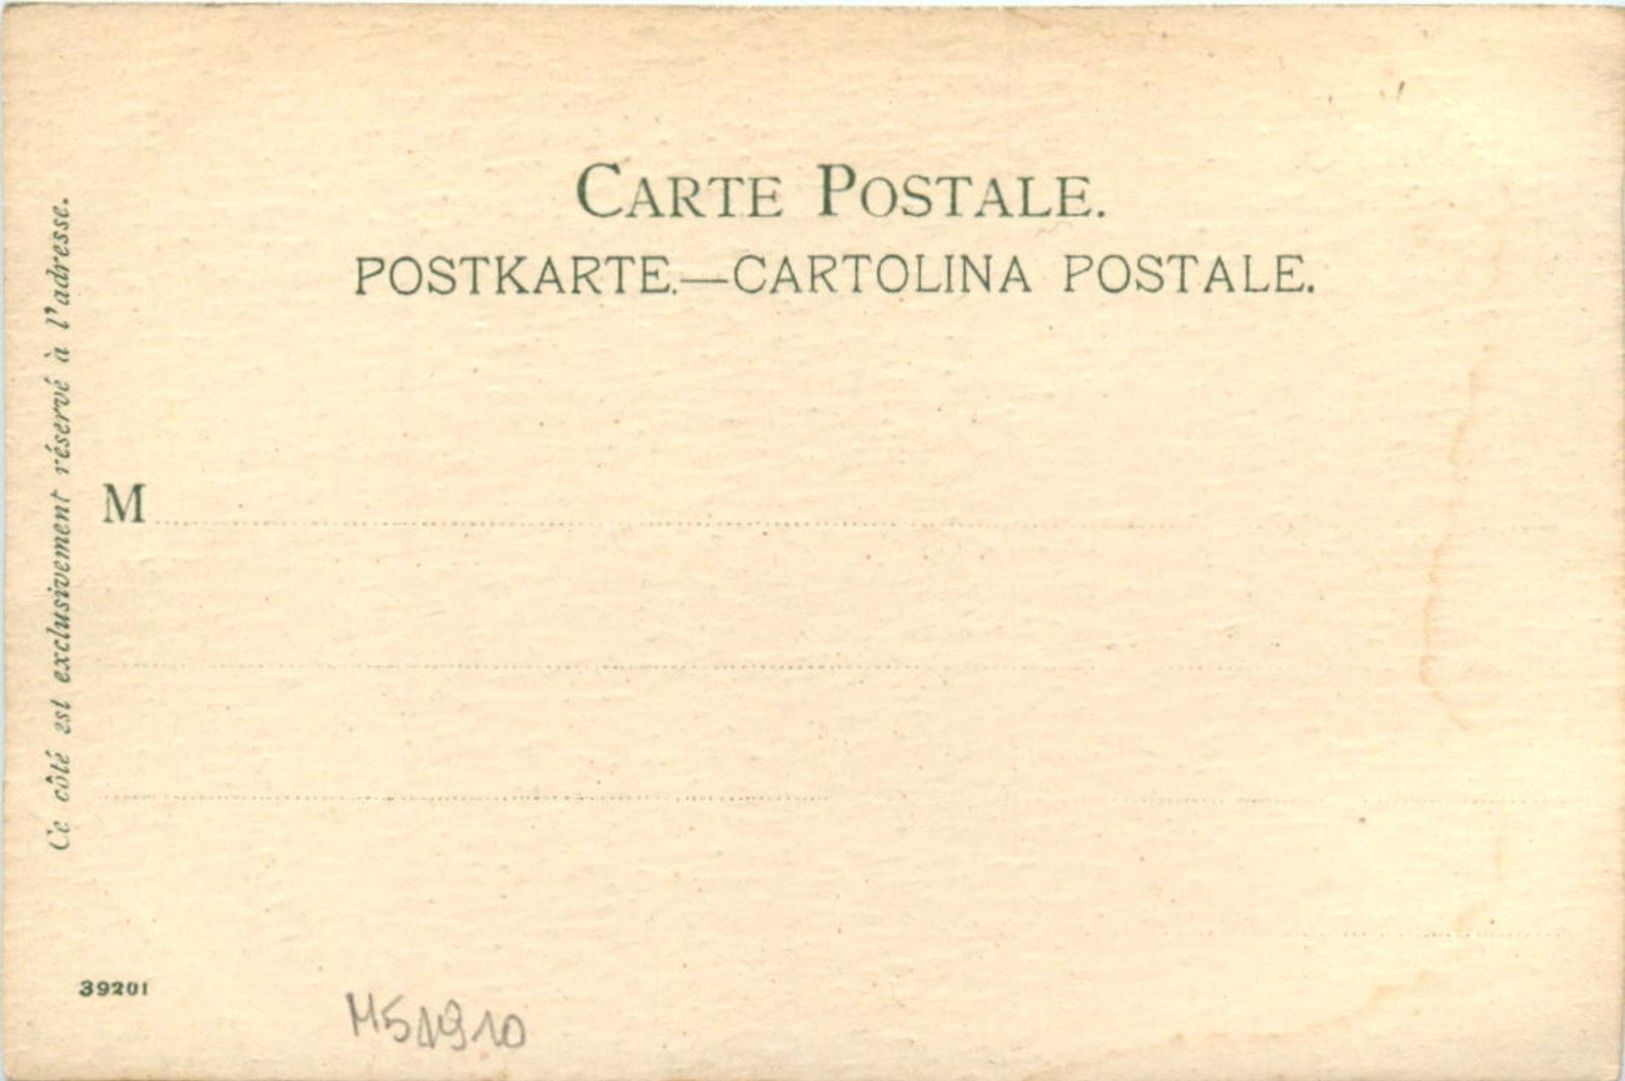 CARTE POSTALE.
POSTKARTE.—CARTOLINA POSTALE.
Ce côté est exclusivement réservé à l'adresse.
M
39201
M51910